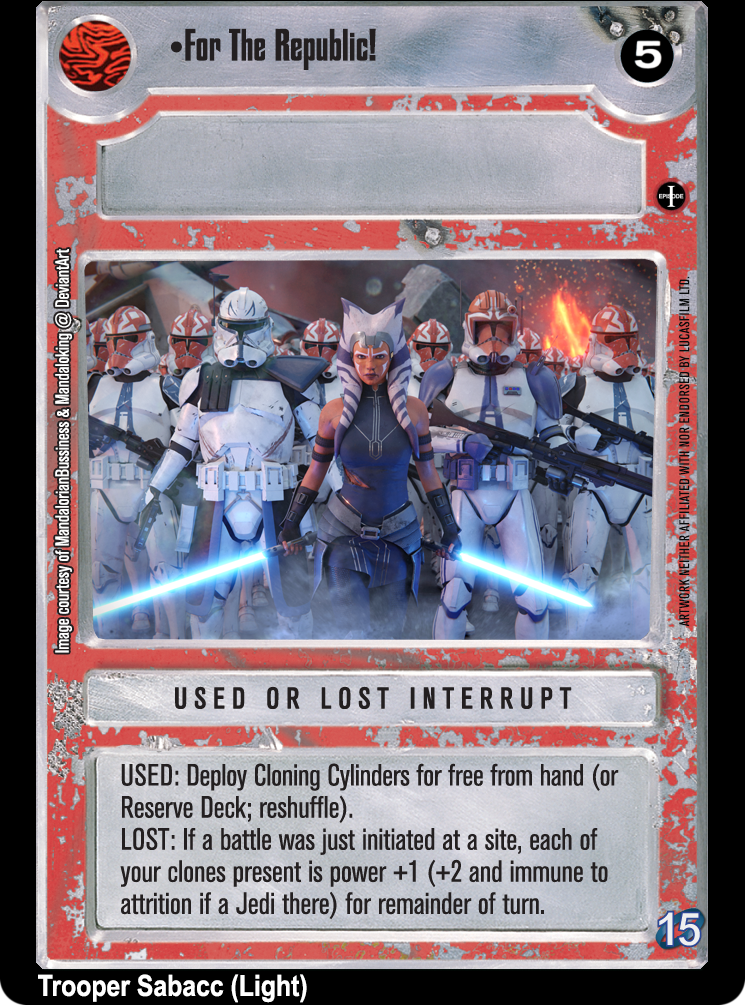 •For The Republic!
5
EPISODE
I
Image courtesy of MandalorianBussiness & Mandaloking @ DeviantArt
ARTWORK NEITHER AFFILIATED WITH NOR ENDORSED BY LUCASFILM LTD.
USED OR LOST INTERRUPT
USED: Deploy Cloning Cylinders for free from hand (or
Reserve Deck; reshuffle).
LOST: If a battle was just initiated at a site, each of
your clones present is power +1 (+2 and immune to
attrition if a Jedi there) for remainder of turn.
15
Trooper Sabacc (Light)